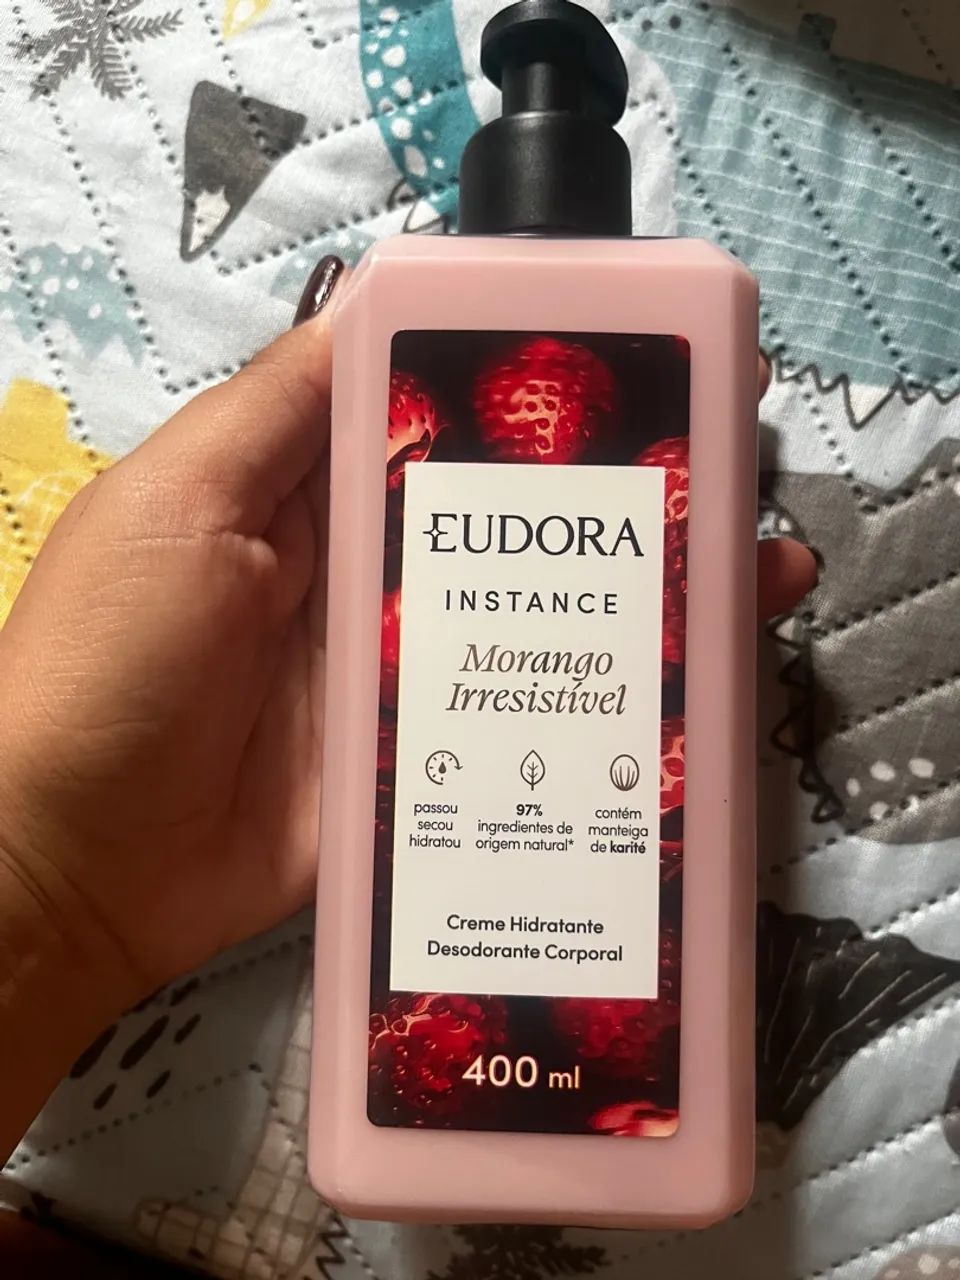 EUDORA
INSTANCE
Morango
Irresistível
passou
secou
hidratou
97%
ingredientes de
origem natural*
contém
manteiga
de karité
Creme Hidratante
Desodorante Corporal
400 ml